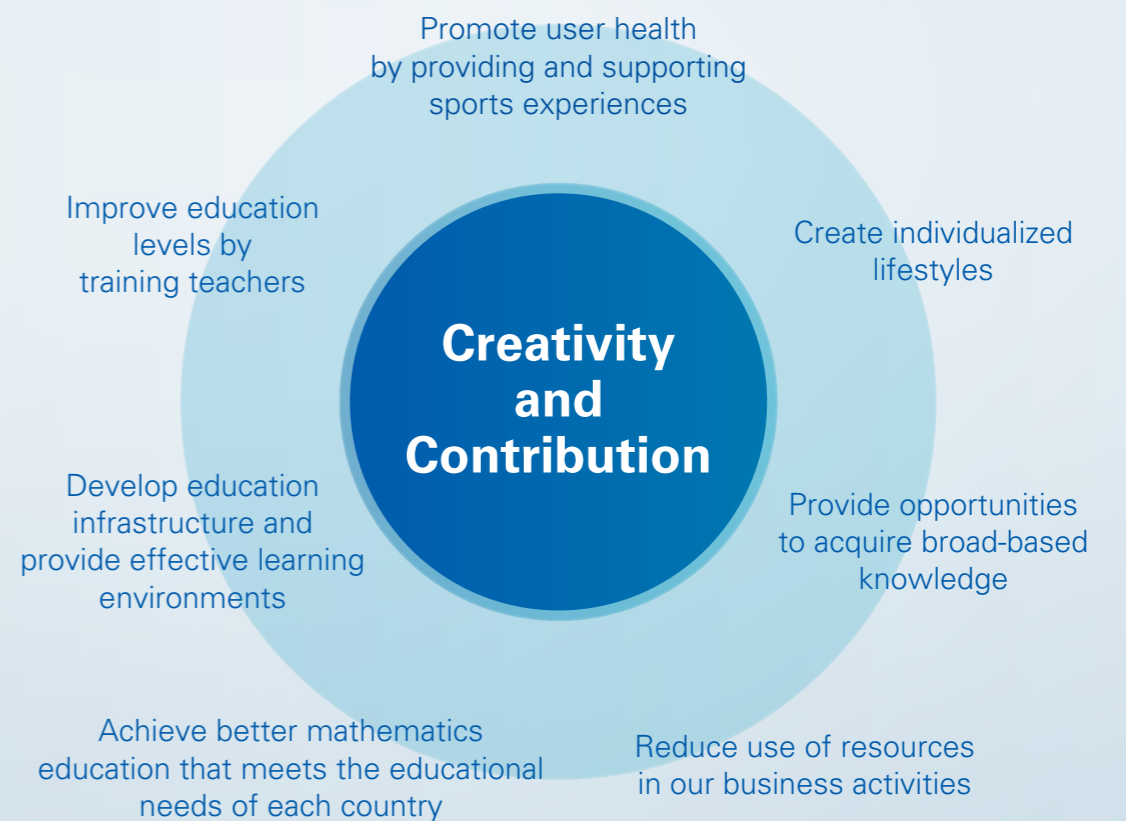 Promote user health
by providing and supporting
sports experiences
Improve education
levels by
training teachers
Create individualized
lifestyles
Creativity
and
Contribution
Develop education
infrastructure and
provide effective learning
environments
Provide opportunities
to acquire broad-based
knowledge
Achieve better mathematics
education that meets the educational
needs of each country
Reduce use of resources
in our business activities